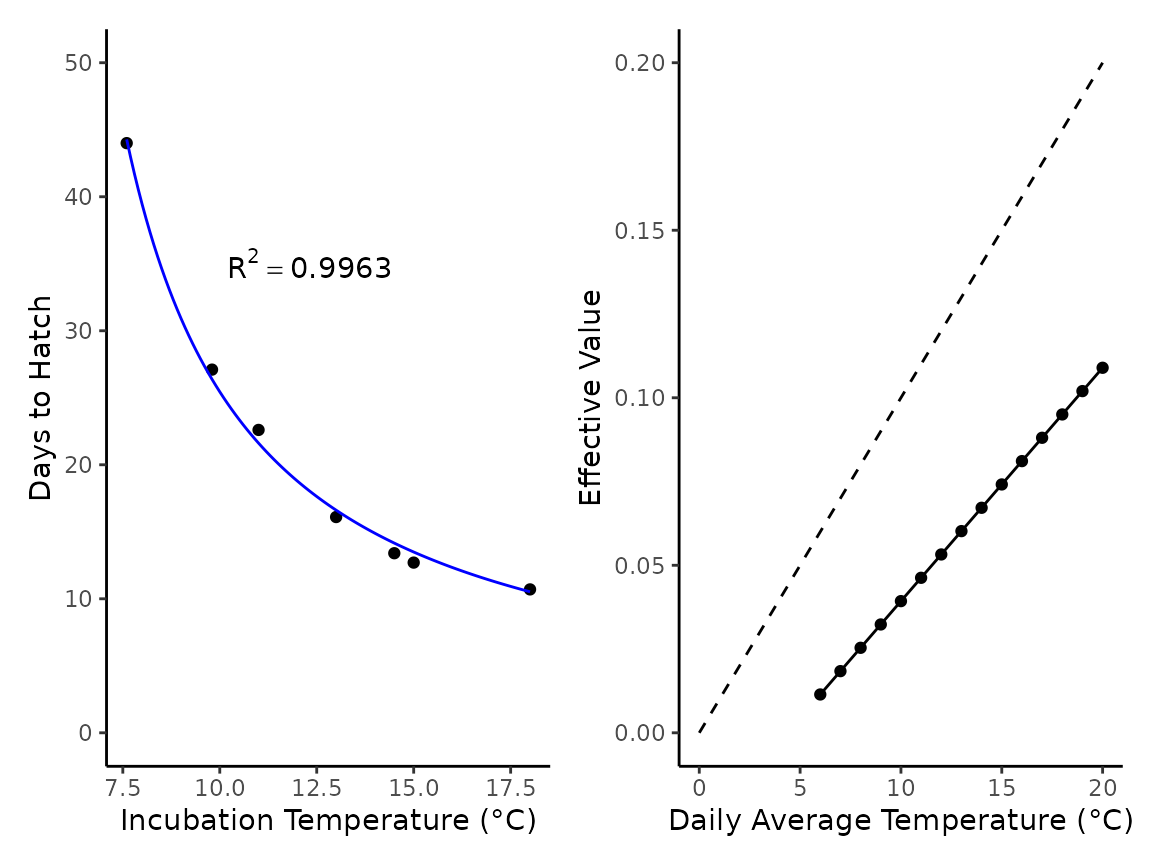 50
40
30
20
10
0
Days to Hatch
R² = 0.9963
7.5 10.0 12.5 15.0 17.5
Incubation Temperature (°C)
0.20
0.15
0.10
0.05
0.00
Effective Value
0 5 10 15 20
Daily Average Temperature (°C)